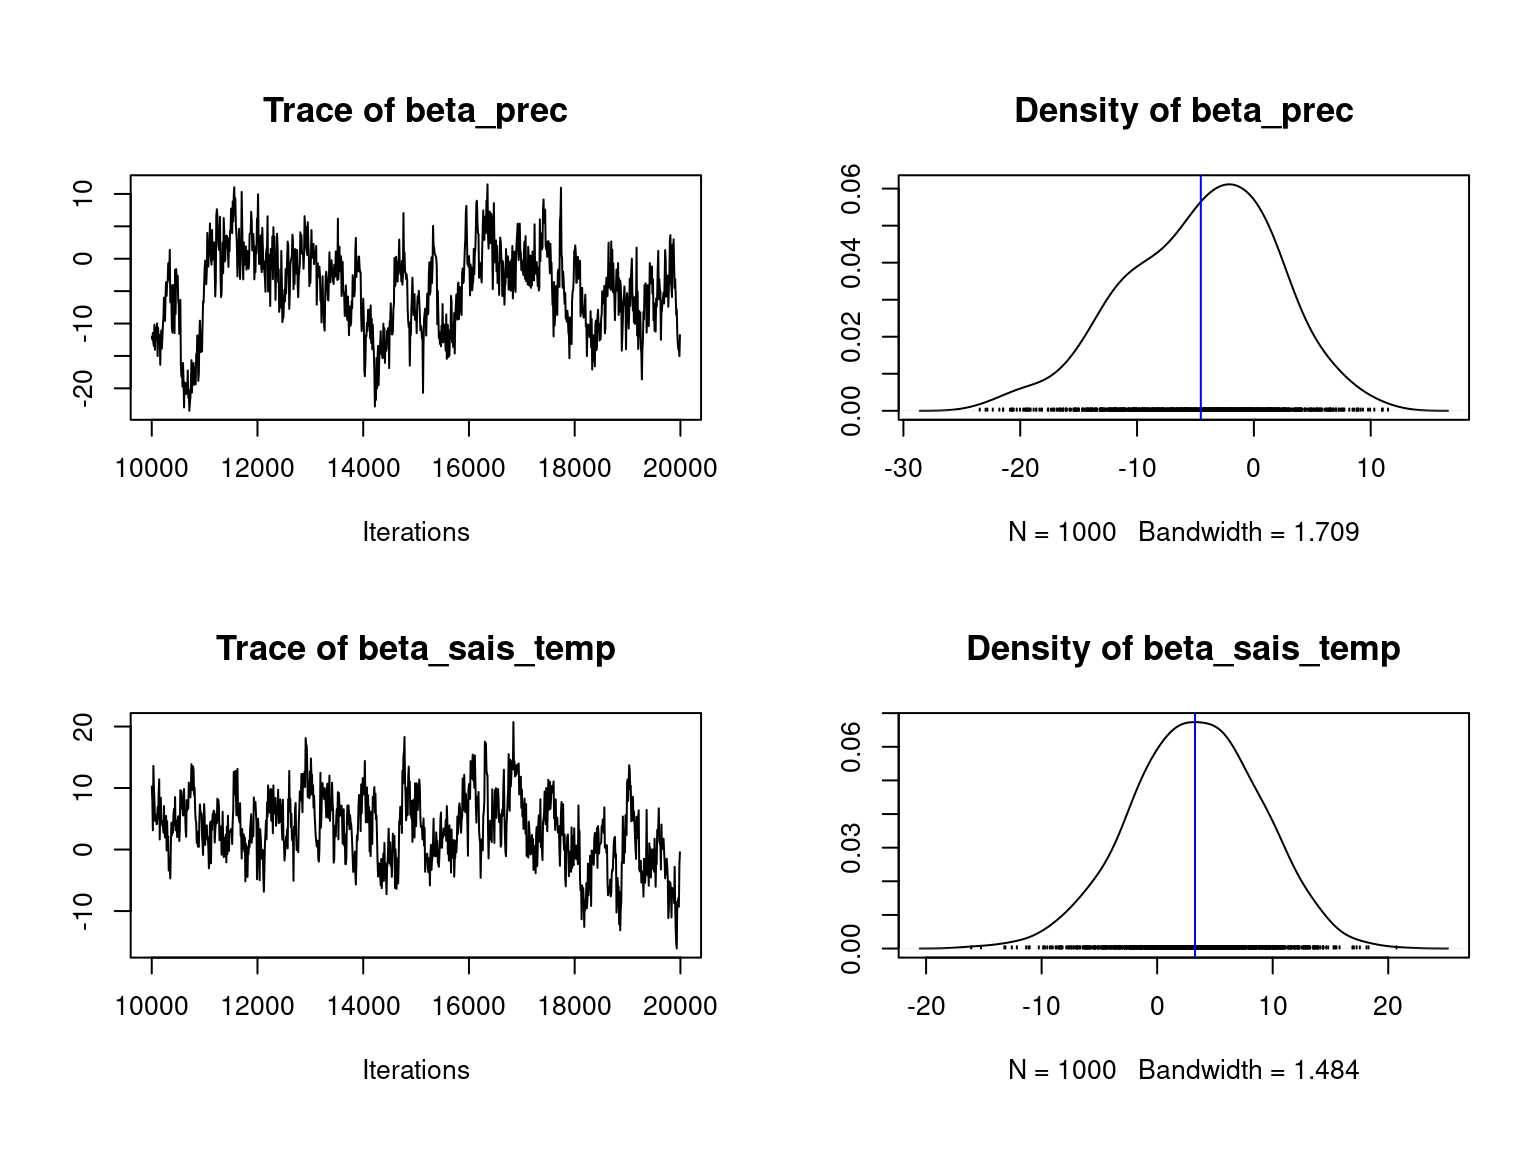 Trace of beta_prec
10
0
-10
-20
10000 12000 14000 16000 18000 20000
Iterations
Density of beta_prec
0.06
0.04
0.02
0.00
-30 -20 -10 0 10
N = 1000 Bandwidth = 1.709
Trace of beta_sais_temp
20
10
0
-10
10000 12000 14000 16000 18000 20000
Iterations
Density of beta_sais_temp
0.06
0.03
0.00
-20 -10 0 10 20
N = 1000 Bandwidth = 1.484